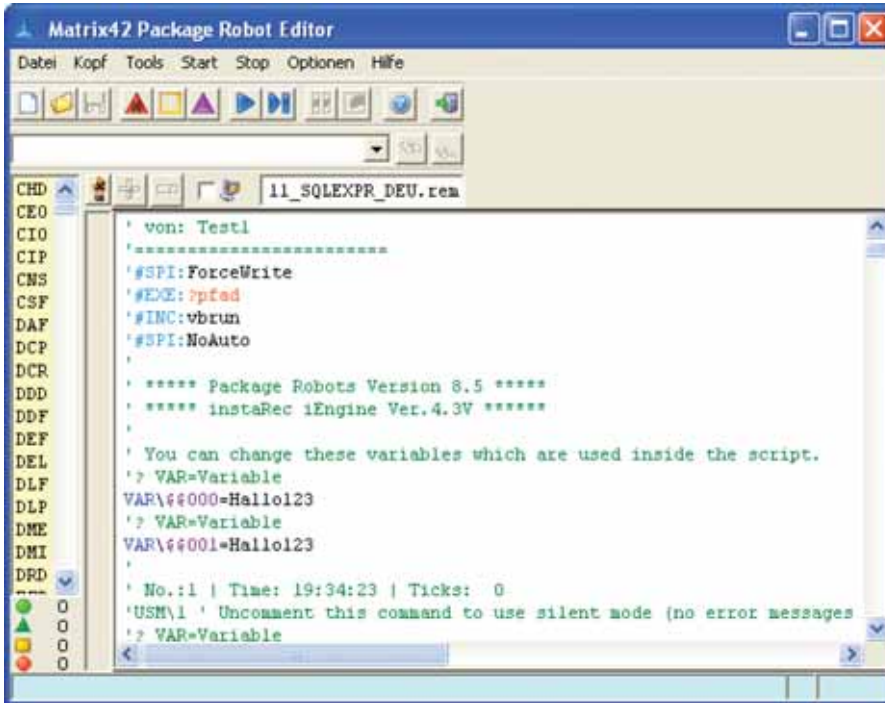 Matrix42 Package Robot Editor
Datei Kopf Tools Start Stop Optionen Hilfe
11_SQLEXPR_DEU.rem
CHD
CEO
CIO
CIP
CNS
CSF
DAF
DCP
DCR
DDD
DDF
DEF
DEL
DLF
DLP
DME
DMI
DRD
0
0
0
0
' von: Test1
'========================
'#SPI:ForceWrite
'#EXE:?pfad
'#INC:vbrun
'#SPI:NoAuto
'
' ***** Package Robots Version 8.5 *****
' ***** instaRec iEngine Ver.4.3V ******
'
' You can change these variables which are used inside the script.
'? VAR=Variable
VAR\$$000=Hallo123
'? VAR=Variable
VAR\$$001=Hallo123
'
' No.:1 | Time: 19:34:23 | Ticks: 0
'USM\1 ' Uncomment this command to use silent mode (no error messages
'? VAR=Variable